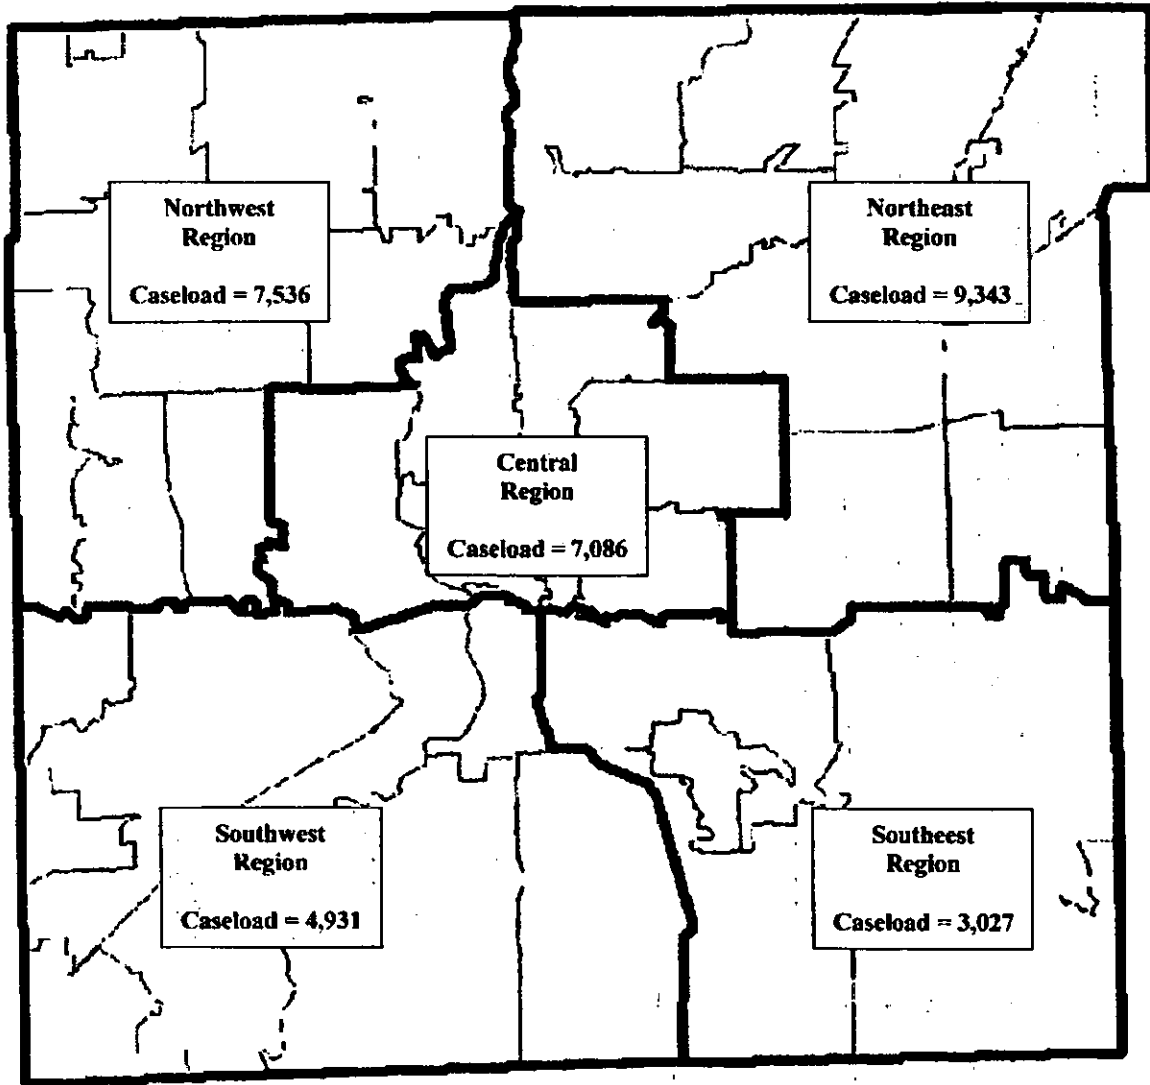 Northwest
Region
Caseload = 7,536
Northeast
Region
Caseload = 9,343
Central
Region
Caseload = 7,086
Southwest
Region
Caseload = 4,931
Southeest
Region
Caseload = 3,027